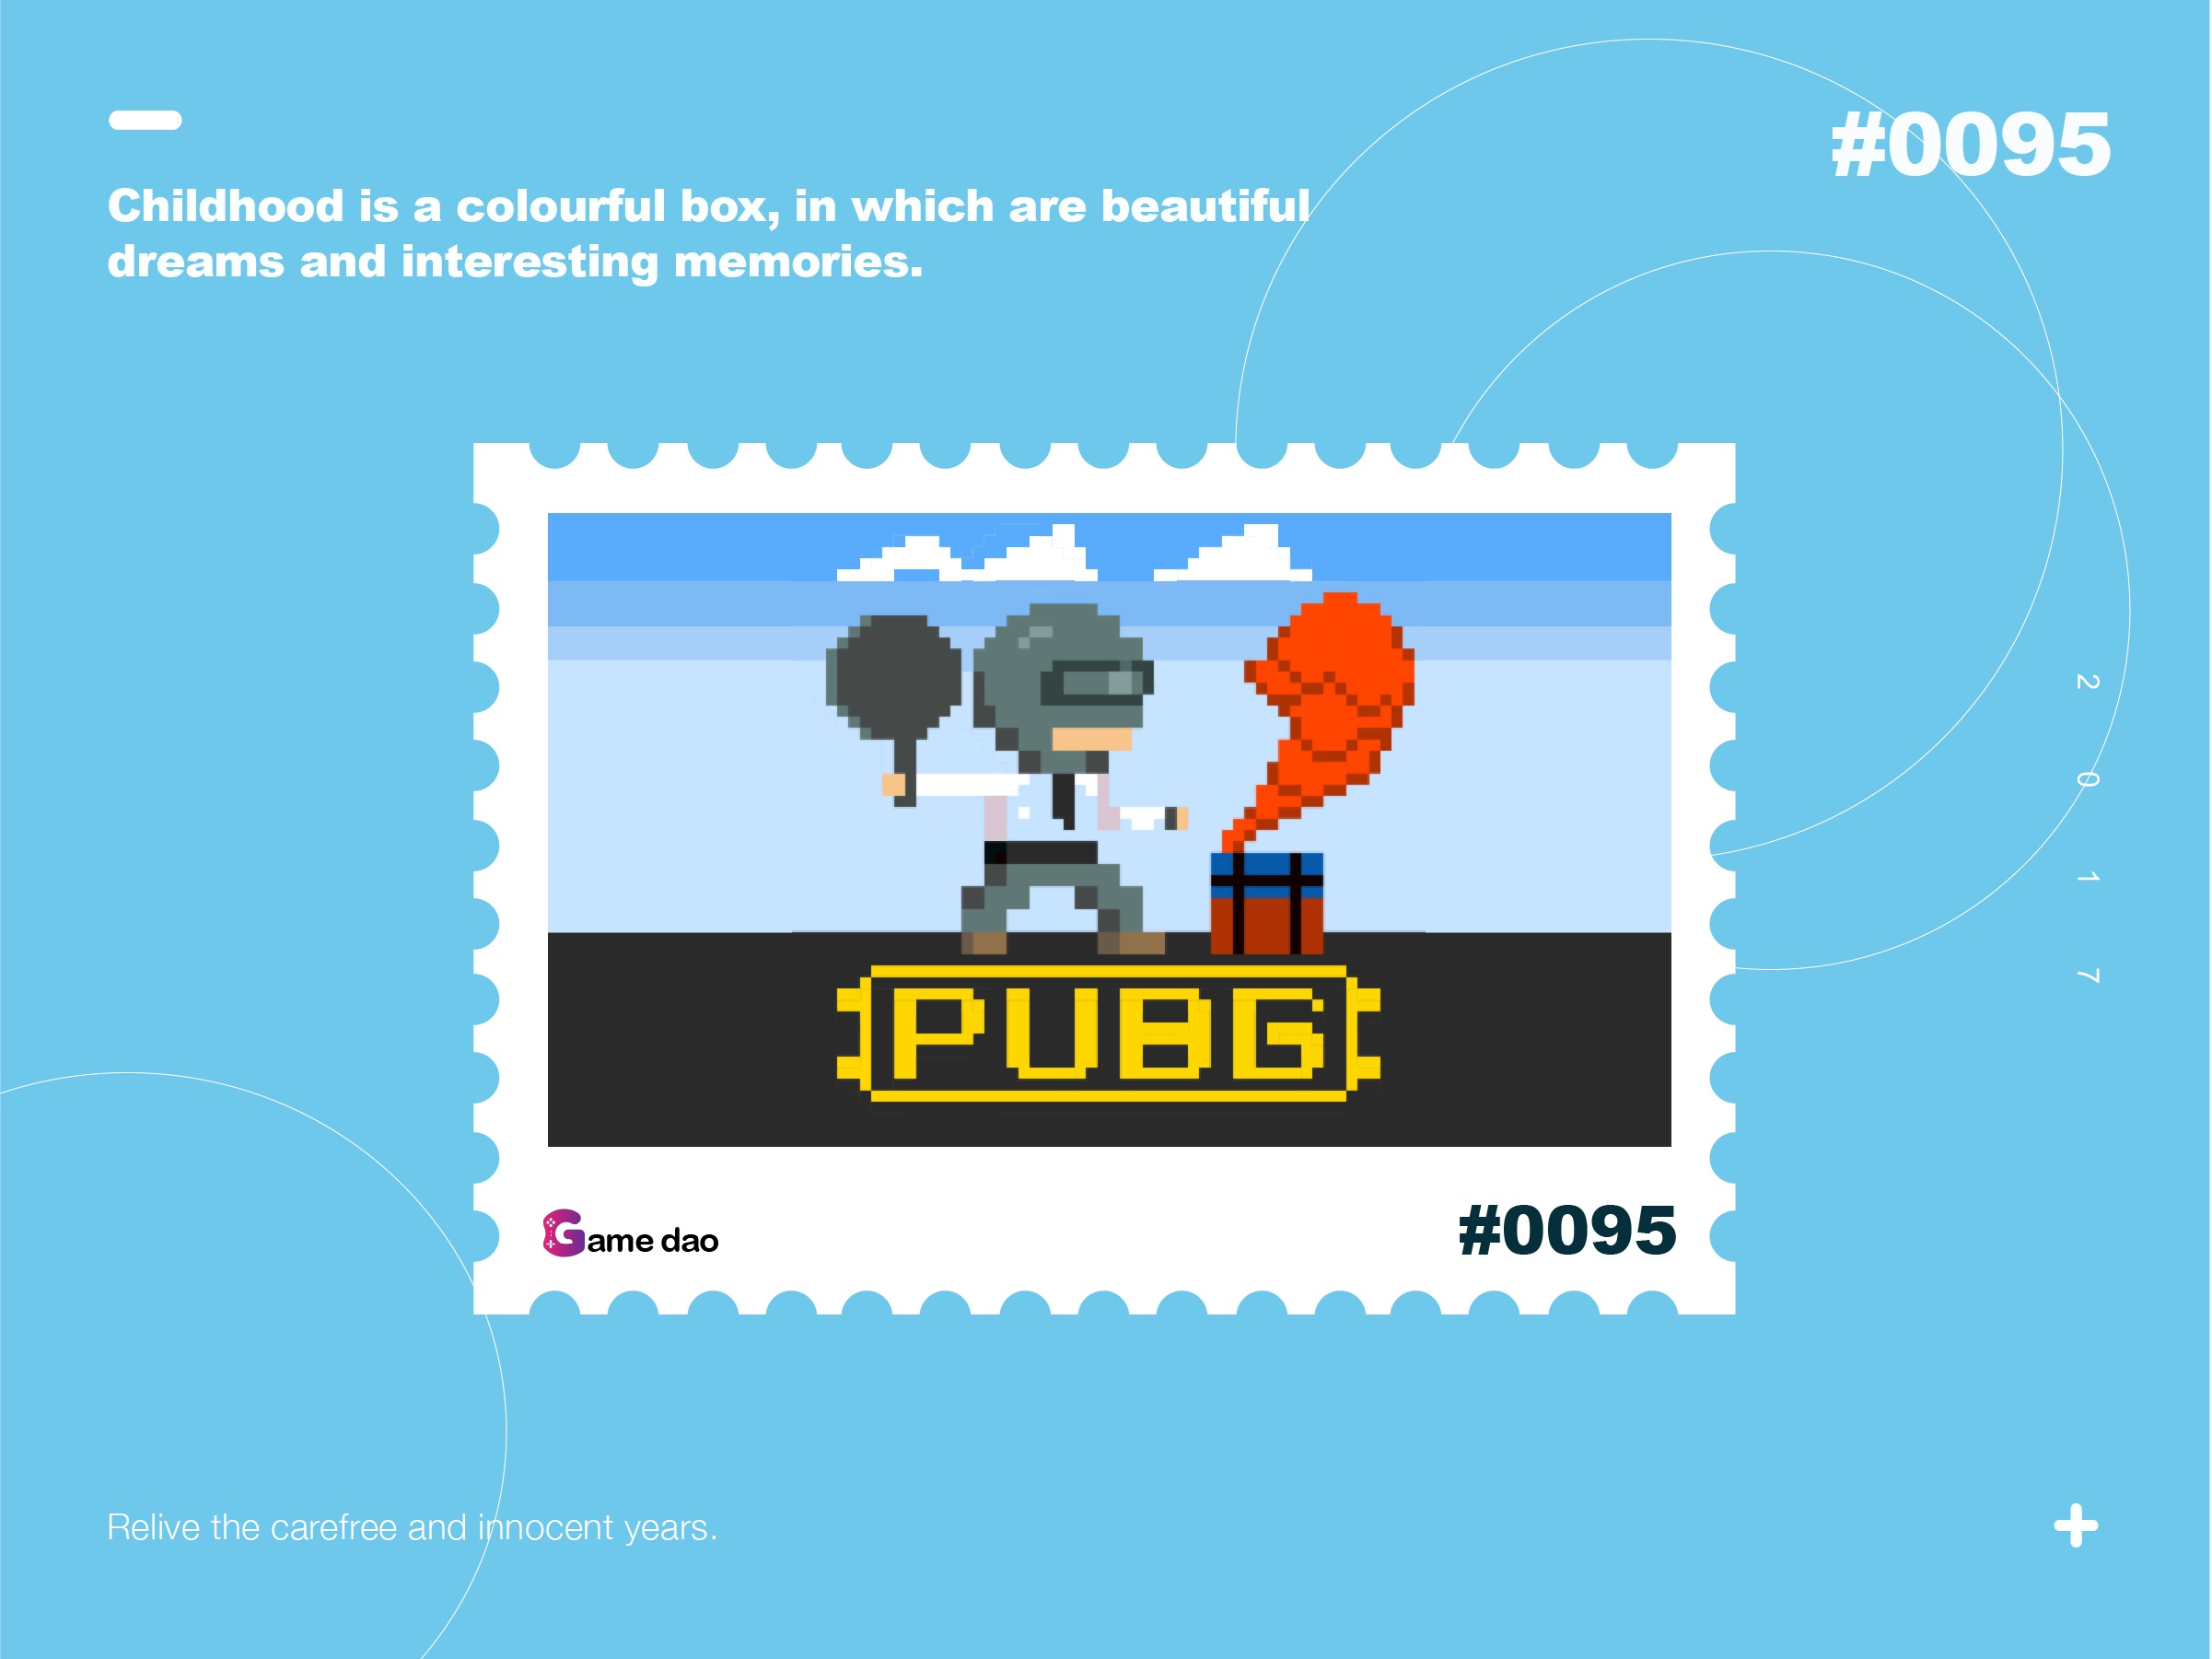 #0095
Childhood is a colourful box, in which are beautiful
dreams and interesting memories.
2017
PUBG
Game dao
#0095
Relive the carefree and innocent years.